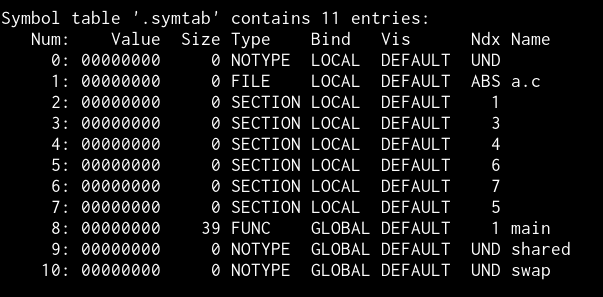 Symbol table '.symtab' contains 11 entries:
   Num:    Value  Size Type    Bind   Vis      Ndx Name
     0: 00000000     0 NOTYPE  LOCAL  DEFAULT  UND
     1: 00000000     0 FILE    LOCAL  DEFAULT  ABS a.c
     2: 00000000     0 SECTION LOCAL  DEFAULT    1
     3: 00000000     0 SECTION LOCAL  DEFAULT    3
     4: 00000000     0 SECTION LOCAL  DEFAULT    4
     5: 00000000     0 SECTION LOCAL  DEFAULT    6
     6: 00000000     0 SECTION LOCAL  DEFAULT    7
     7: 00000000     0 SECTION LOCAL  DEFAULT    5
     8: 00000000    39 FUNC    GLOBAL DEFAULT    1 main
     9: 00000000     0 NOTYPE  GLOBAL DEFAULT  UND shared
    10: 00000000     0 NOTYPE  GLOBAL DEFAULT  UND swap